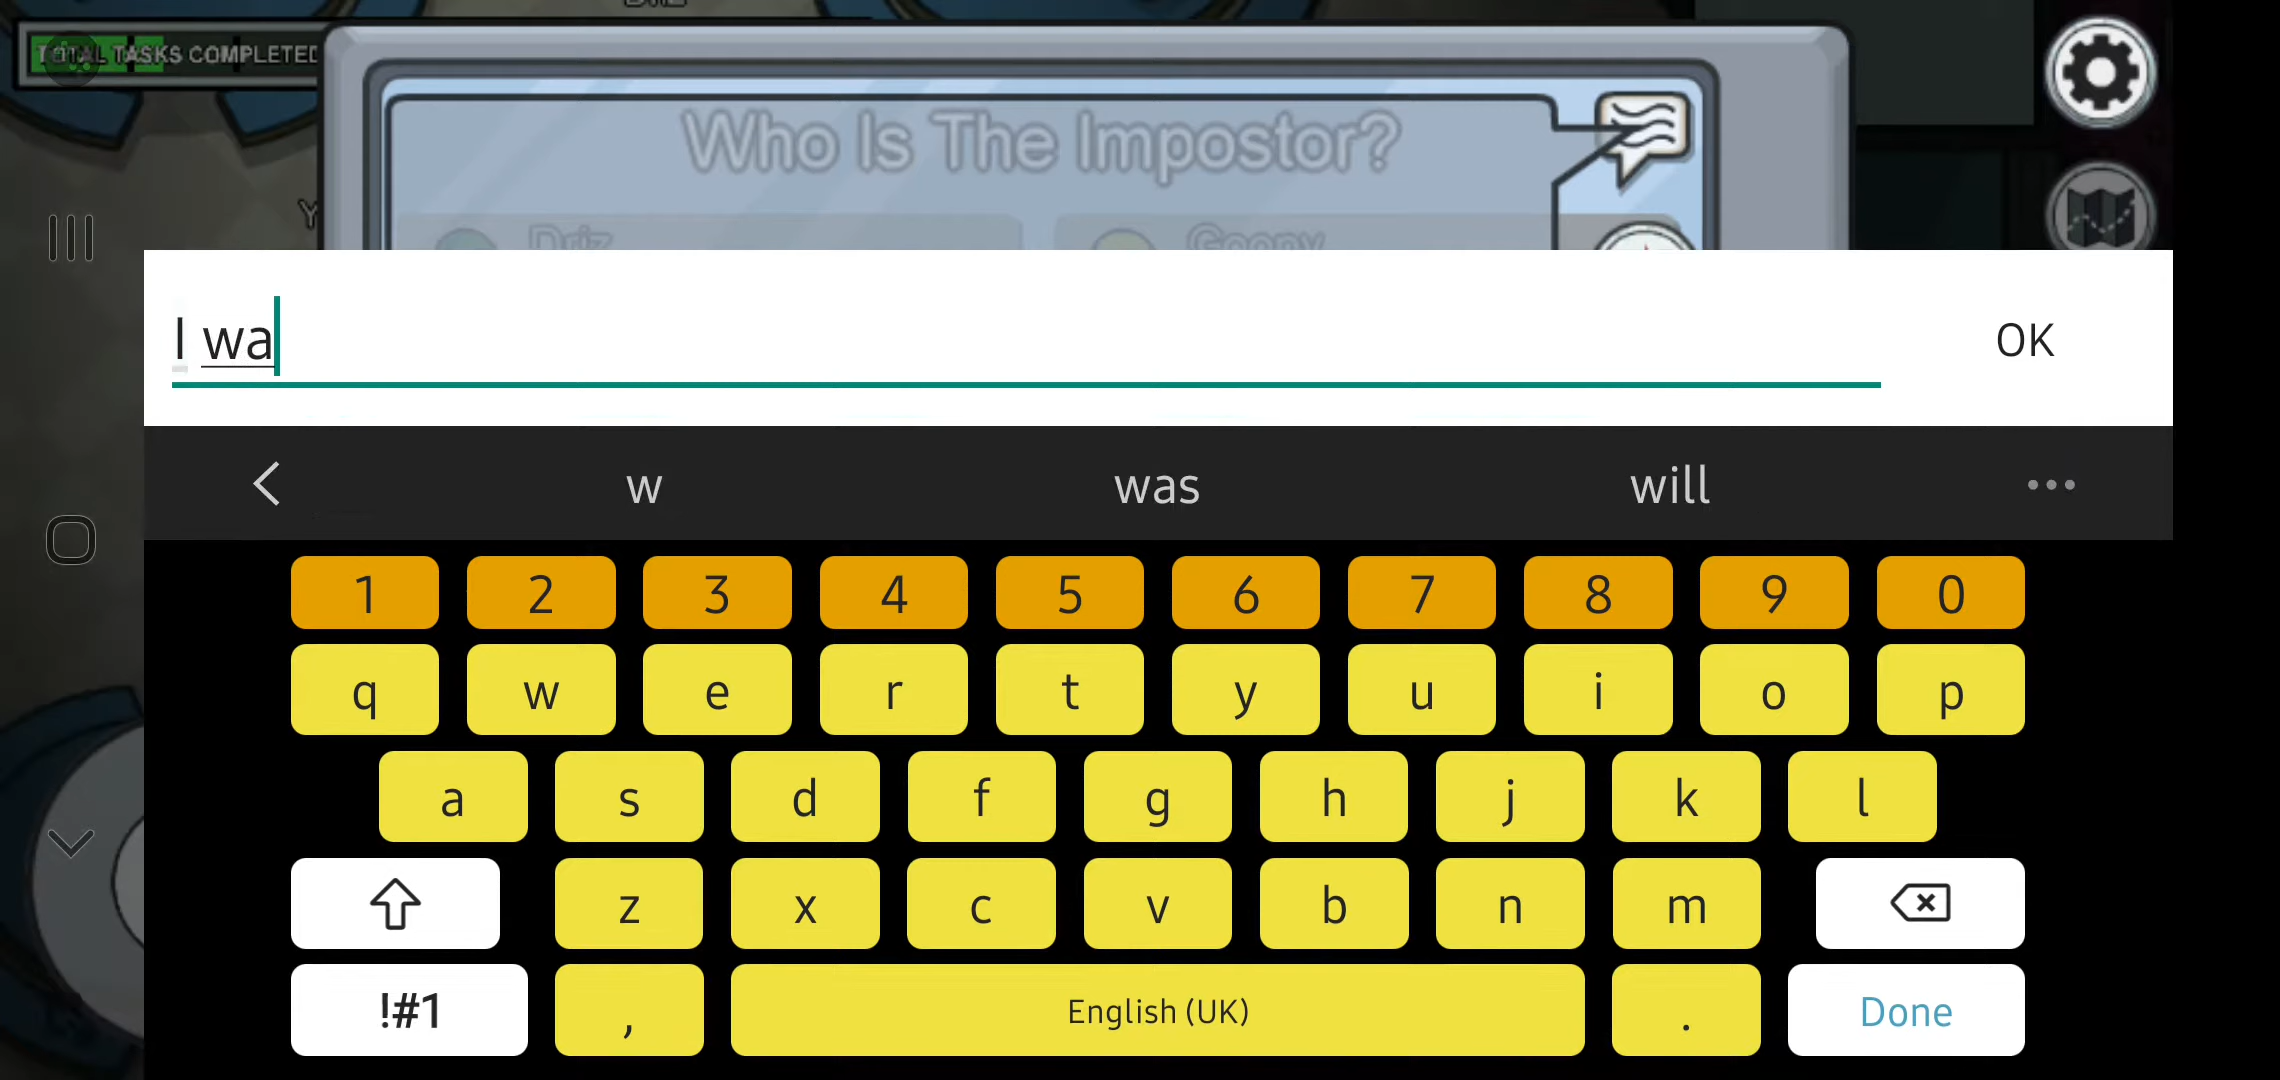 TOTAL TASKS COMPLETED
Who Is The Impostor?
Driz
I wa
OK
w was will
1 2 3 4 5 6 7 8 9 0
q w e r t y u i o p
a s d f g h j k l
z x c v b n m
!#1 , English (UK) . Done